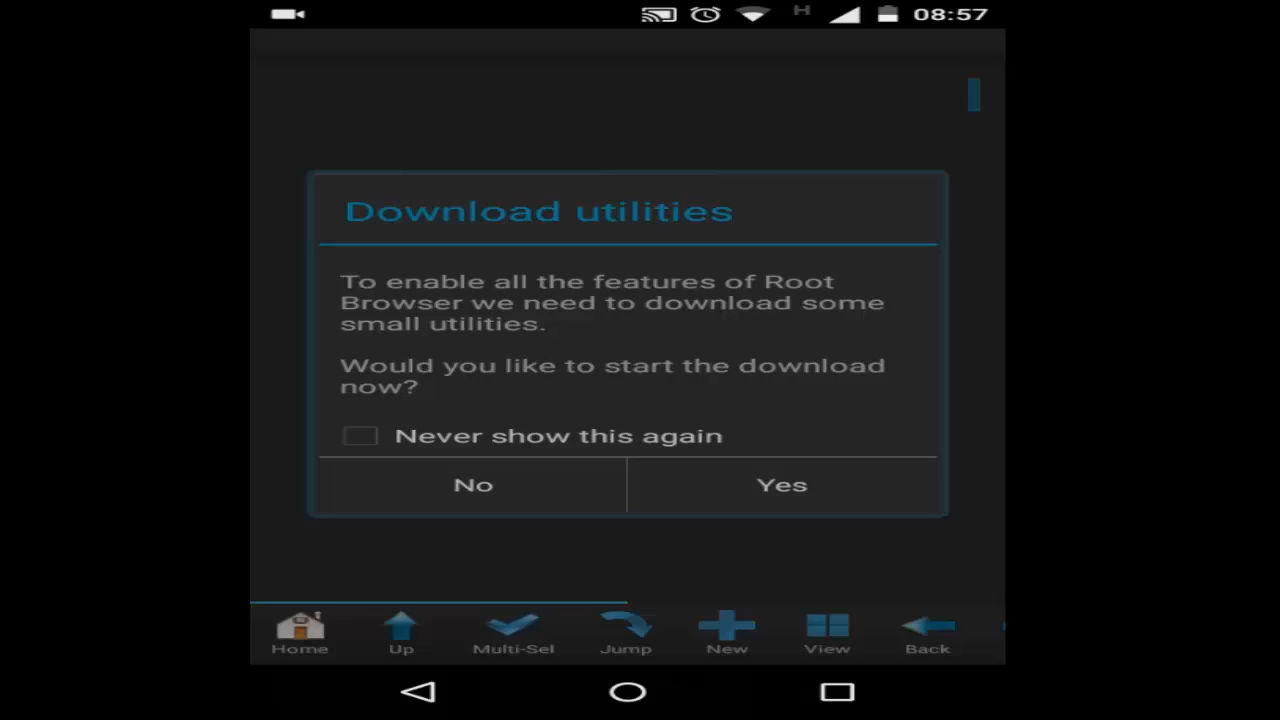 H 08:57
Download utilities
To enable all the features of Root
Browser we need to download some
small utilities.
Would you like to start the download
now?
Never show this again
No Yes
Home Up Multi-Sel Jump New View Back